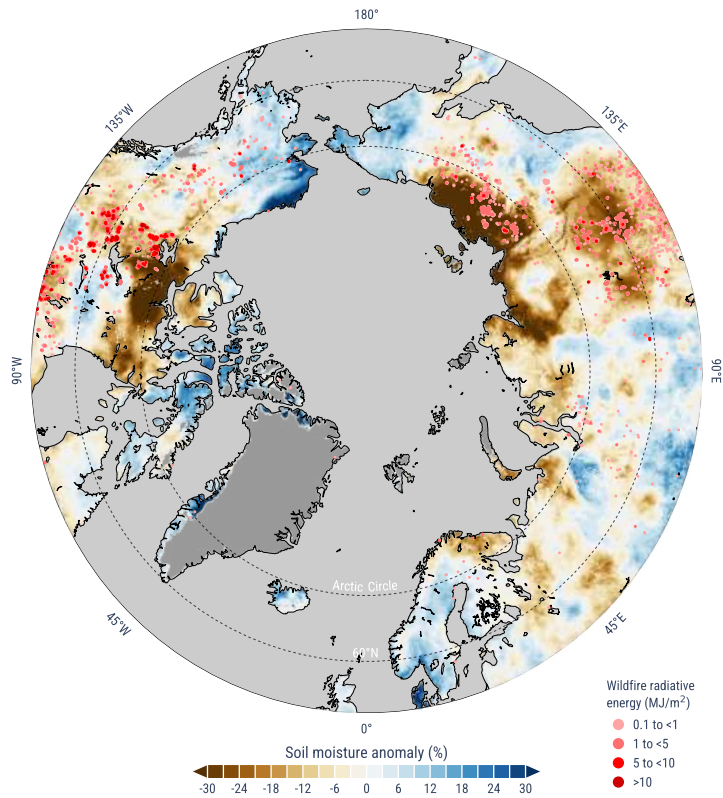 180°
135°W
135°E
90°W
90°E
Arctic Circle
60°N
45°W
45°E
0°
Wildfire radiative
energy (MJ/m²)
0.1 to <1
1 to <5
5 to <10
>10
Soil moisture anomaly (%)
-30 -24 -18 -12 -6 0 6 12 18 24 30